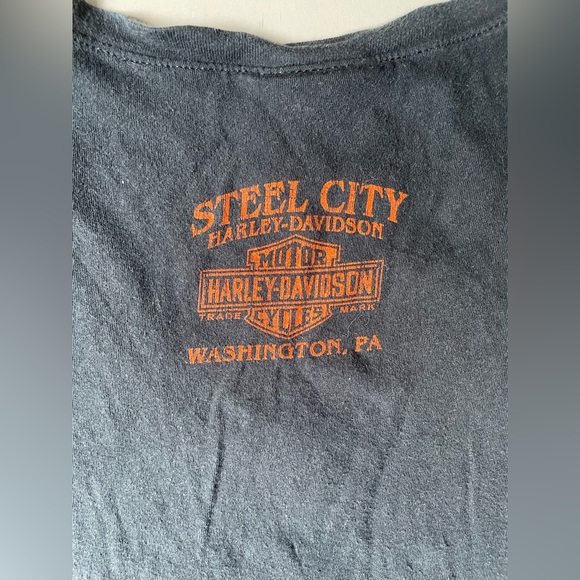 STEEL CITY
HARLEY-DAVIDSON
MOTOR
HARLEY-DAVIDSON
TRADE CYCLES MARK
WASHINGTON, PA